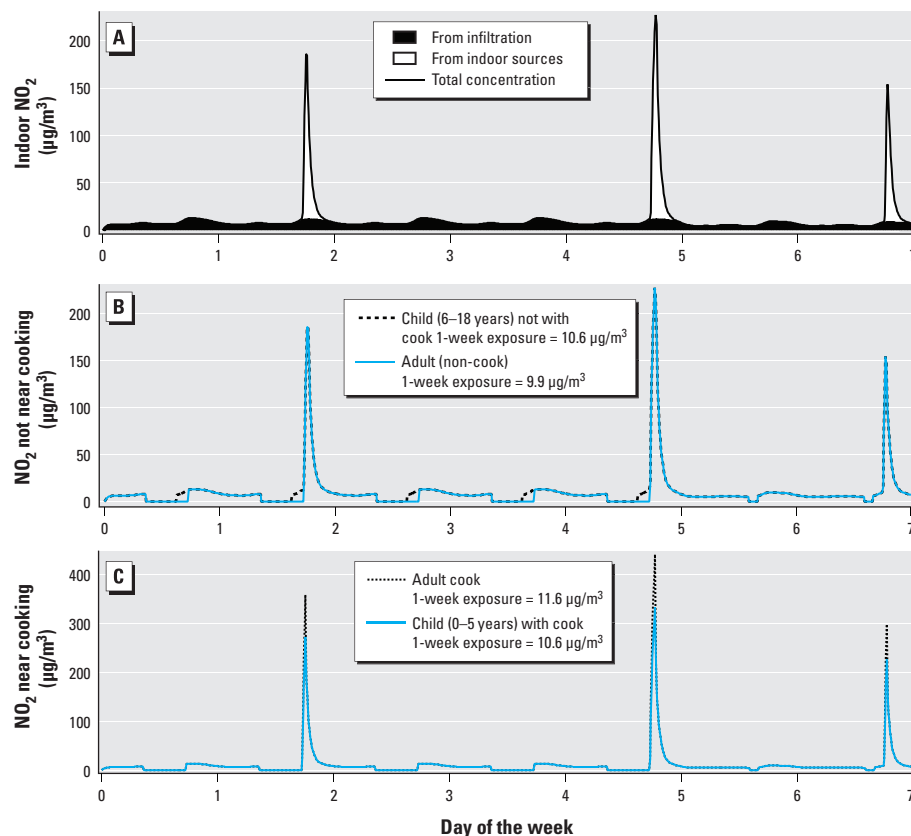 A
From infiltration
From indoor sources
Total concentration
Indoor NO2
(µg/m3)
200
150
100
50
0
0 1 2 3 4 5 6 7
B
Child (6–18 years) not with
cook 1-week exposure = 10.6 µg/m3
Adult (non-cook)
1-week exposure = 9.9 µg/m3
NO2 not near cooking
(µg/m3)
200
150
100
50
0
0 1 2 3 4 5 6 7
C
Adult cook
1-week exposure = 11.6 µg/m3
Child (0–5 years) with cook
1-week exposure = 10.6 µg/m3
NO2 near cooking
(µg/m3)
400
300
200
100
0
0 1 2 3 4 5 6 7
Day of the week